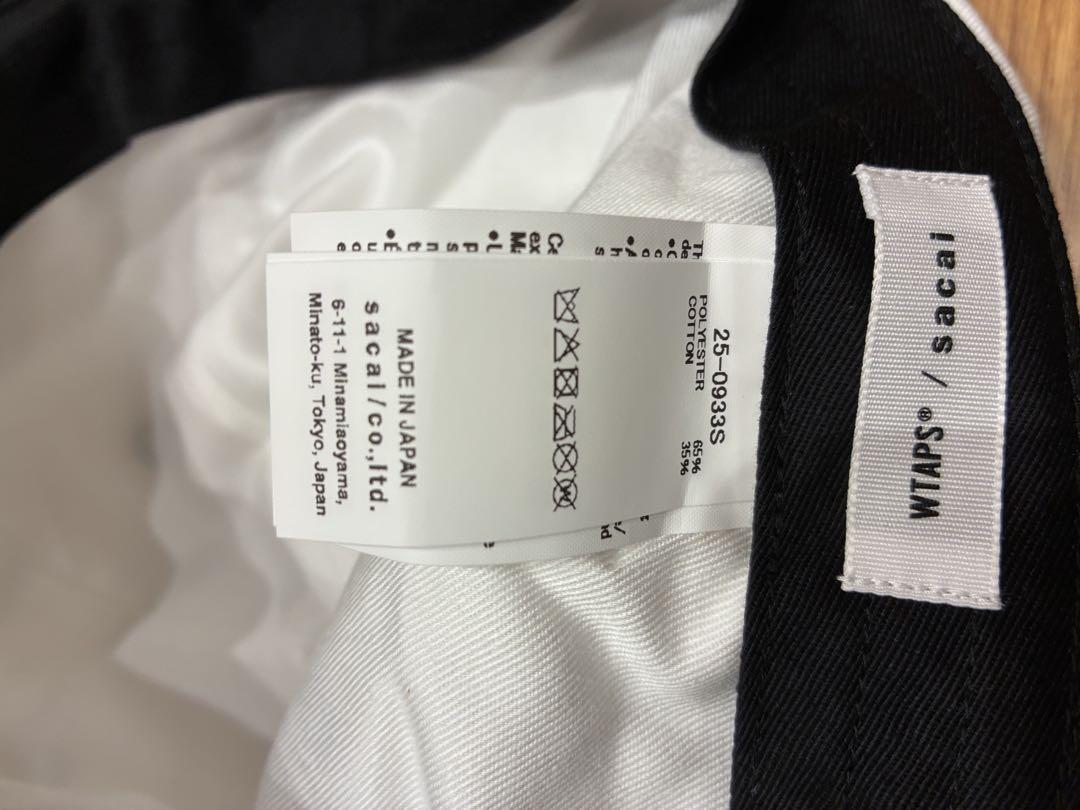 WTAPS® / sacai
25-0933S
POLYESTER 65%
COTTON 35%
MADE IN JAPAN
sacai/co.,ltd.
6-11-1 Minamiaoyama,
Minato-ku, Tokyo, Japan